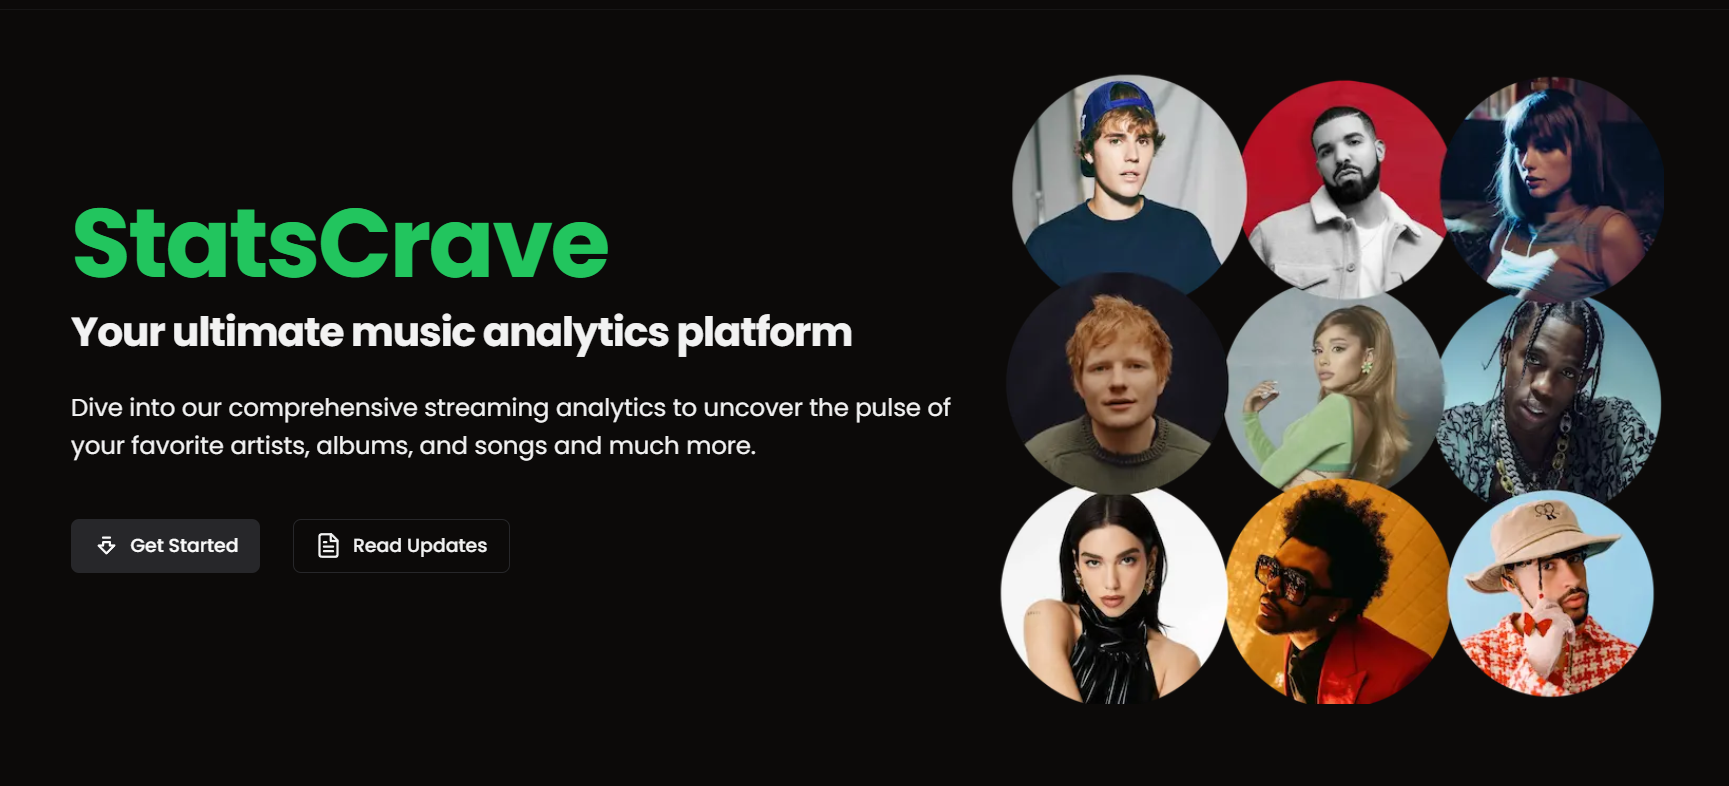 StatsCrave
Your ultimate music analytics platform
Dive into our comprehensive streaming analytics to uncover the pulse of
your favorite artists, albums, and songs and much more.
Get Started
Read Updates